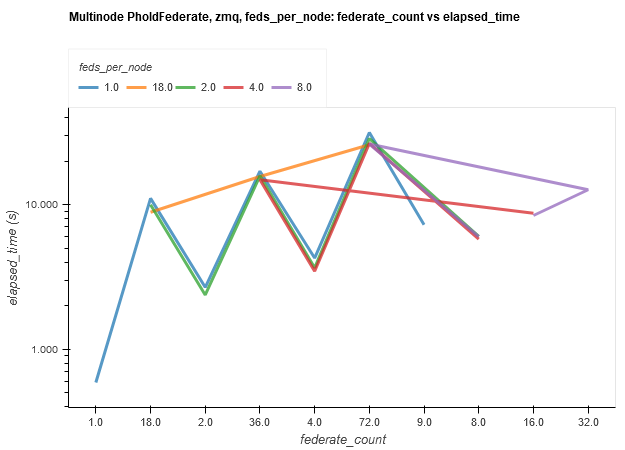 Multinode PholdFederate, zmq, feds_per_node: federate_count vs elapsed_time
feds_per_node
1.0 18.0 2.0 4.0 8.0
10.000
1.000
elapsed_time (s)
1.0 18.0 2.0 36.0 4.0 72.0 9.0 8.0 16.0 32.0
federate_count